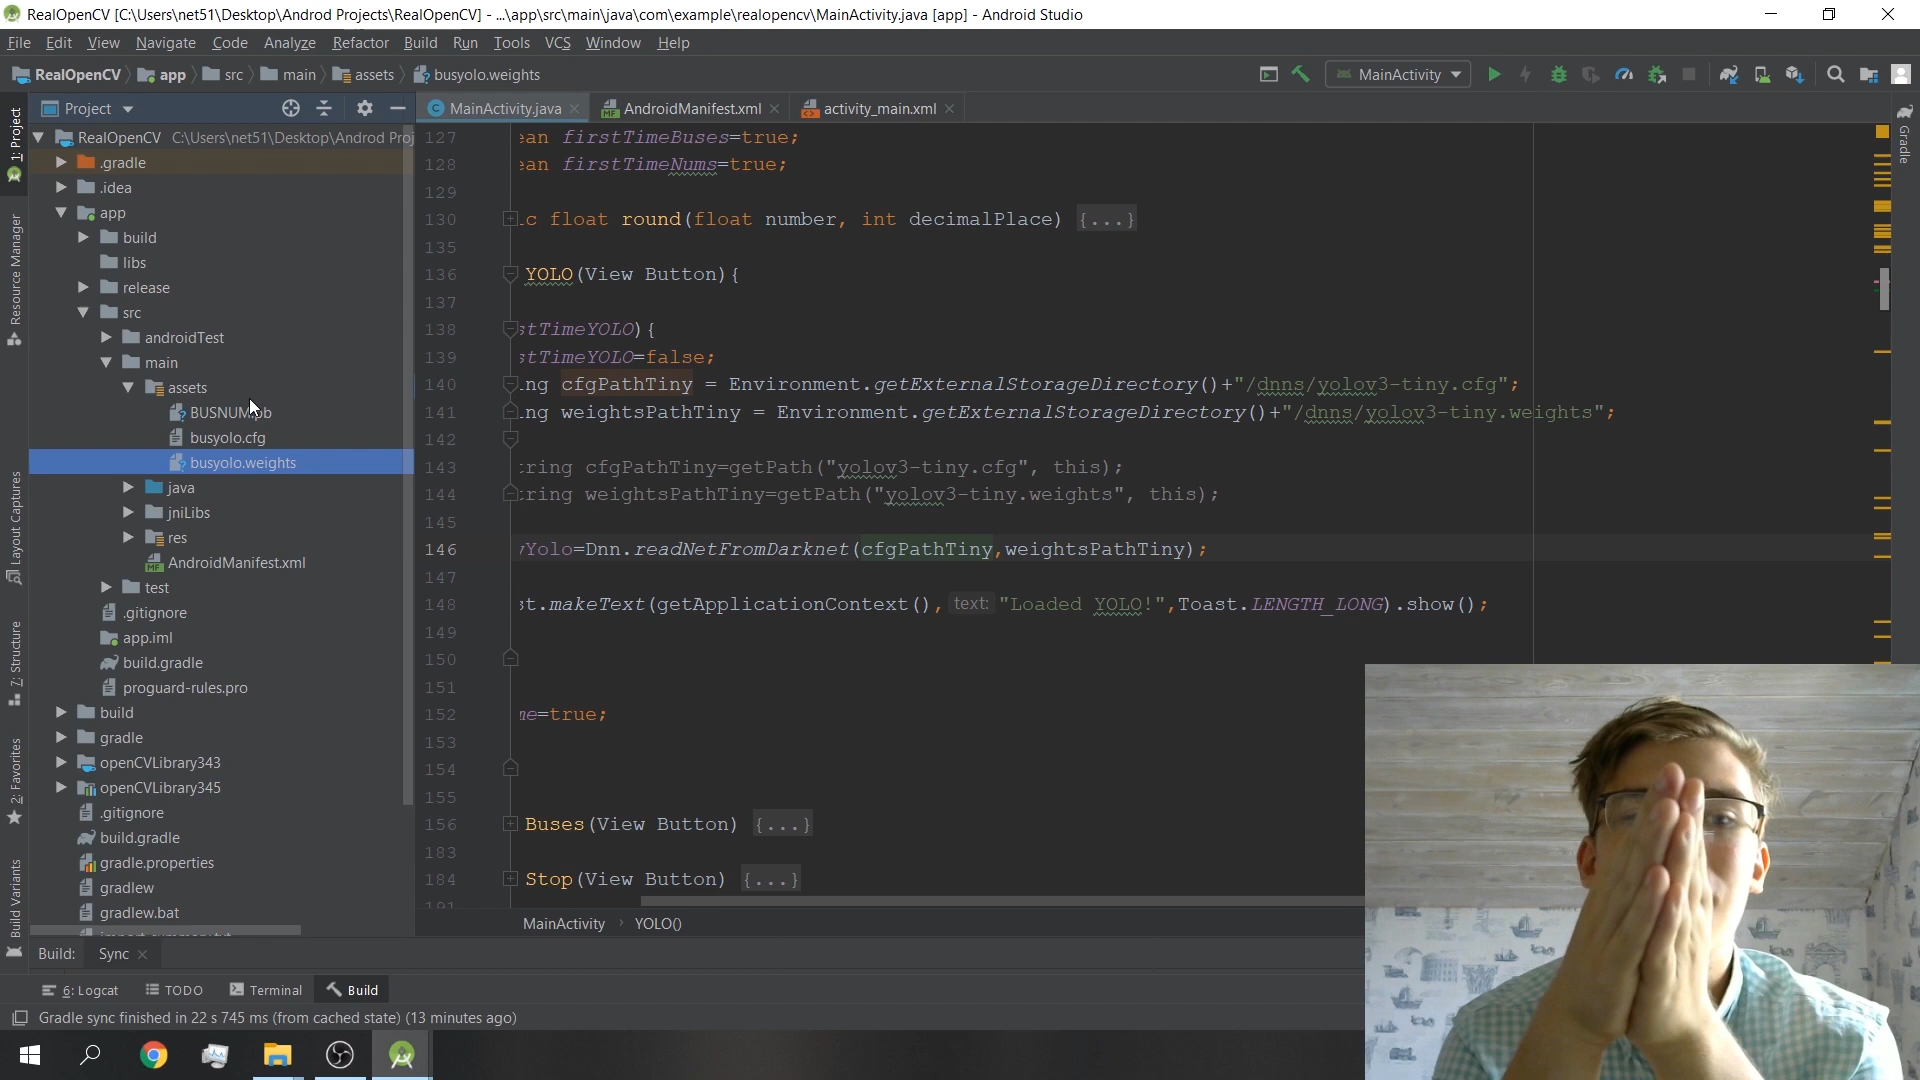 RealOpenCV [C:\Users\net51\Desktop\Androd Projects\RealOpenCV] - ...\app\src\main\java\com\example\realopencv\MainActivity.java [app] - Android Studio
File Edit View Navigate Code Analyze Refactor Build Run Tools VCS Window Help
RealOpenCV app src main assets busyolo.weights
MainActivity
Project
MainActivity.java AndroidManifest.xml activity_main.xml
1: Project
Resource Manager
Layout Captures
7: Structure
2: Favorites
Build Variants
Gradle
RealOpenCV C:\Users\net51\Desktop\Androd Proj
.gradle
.idea
app
build
libs
release
src
androidTest
main
assets
busyolo.cfg
busyolo.weights
java
jniLibs
res
AndroidManifest.xml
test
.gitignore
app.iml
build.gradle
proguard-rules.pro
build
gradle
openCVLibrary343
openCVLibrary345
.gitignore
build.gradle
gradle.properties
gradlew
gradlew.bat
127 ean firstTimeBuses=true;
128 ean firstTimeNums=true;
129
130 c float round(float number, int decimalPlace) {...}
135
136 YOLO(View Button){
137
138 stTimeYOLO){
139 stTimeYOLO=false;
140 ng cfgPathTiny = Environment.getExternalStorageDirectory()+"/dnns/yolov3-tiny.cfg";
141 ng weightsPathTiny = Environment.getExternalStorageDirectory()+"/dnns/yolov3-tiny.weights";
142
143 tring cfgPathTiny=getPath("yolov3-tiny.cfg", this);
144 tring weightsPathTiny=getPath("yolov3-tiny.weights", this);
145
146 yYolo=Dnn.readNetFromDarknet(cfgPathTiny,weightsPathTiny);
147
148 st.makeText(getApplicationContext(), text: "Loaded YOLO!",Toast.LENGTH_LONG).show();
149
150
151
152 me=true;
153
154
155
156 Buses(View Button) {...}
183
184 Stop(View Button) {...}
MainActivity YOLO()
Build: Sync
6: Logcat TODO Terminal Build
Gradle sync finished in 22 s 745 ms (from cached state) (13 minutes ago)